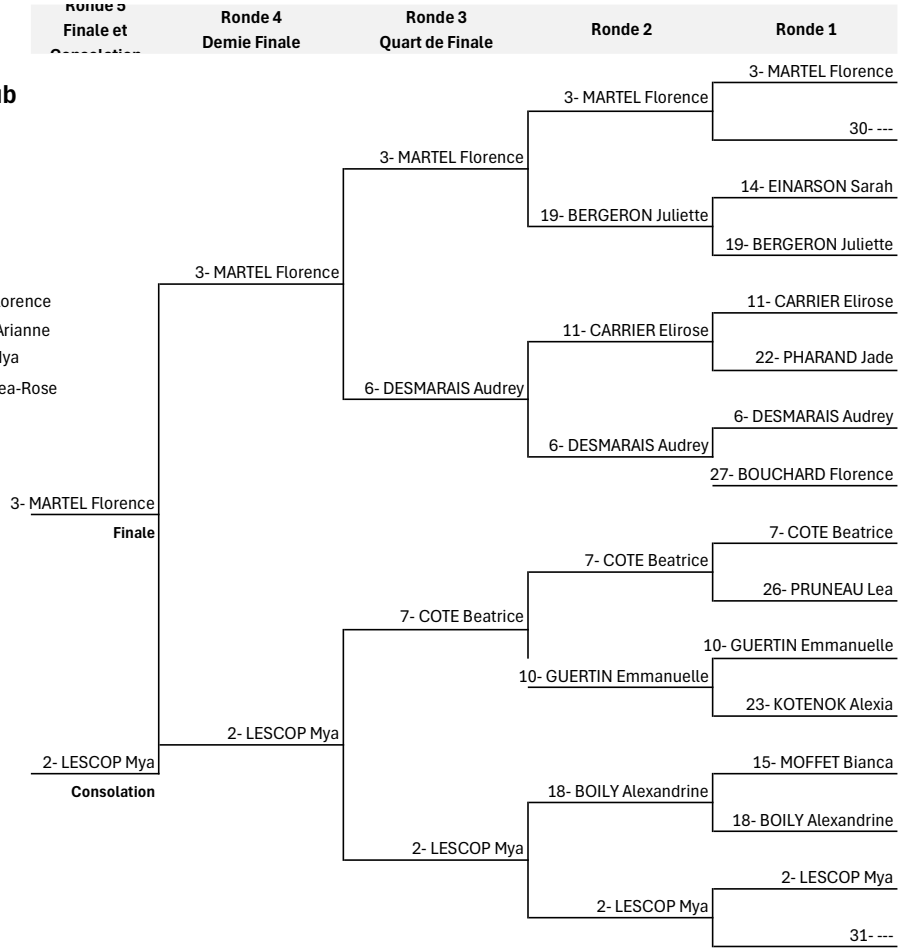 Ronde 5
Finale et
Consolation
Ronde 4
Demie Finale
Ronde 3
Quart de Finale
Ronde 2
Ronde 1
3- MARTEL Florence
3- MARTEL Florence
30- ---
3- MARTEL Florence
14- EINARSON Sarah
19- BERGERON Juliette
19- BERGERON Juliette
3- MARTEL Florence
orence
11- CARRIER Elirose
11- CARRIER Elirose
Arianne
22- PHARAND Jade
6- DESMARAIS Audrey
ea-Rose
6- DESMARAIS Audrey
6- DESMARAIS Audrey
27- BOUCHARD Florence
3- MARTEL Florence
Finale
7- COTE Beatrice
7- COTE Beatrice
26- PRUNEAU Lea
7- COTE Beatrice
10- GUERTIN Emmanuelle
10- GUERTIN Emmanuelle
23- KOTENOK Alexia
2- LESCOP Mya
2- LESCOP Mya
Consolation
15- MOFFET Bianca
18- BOILY Alexandrine
18- BOILY Alexandrine
2- LESCOP Mya
2- LESCOP Mya
2- LESCOP Mya
31- ---